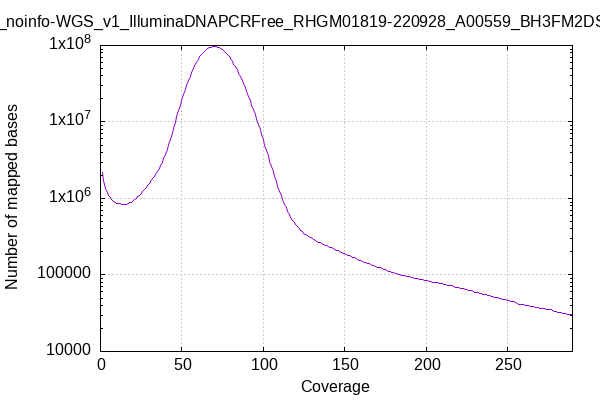 _noinfo-WGS_v1_IlluminaDNAPCRFree_RHGM01819-220928_A00559_BH3FM2DS
1x10^8
1x10^7
1x10^6
100000
10000
Number of mapped bases
0 50 100 150 200 250
Coverage